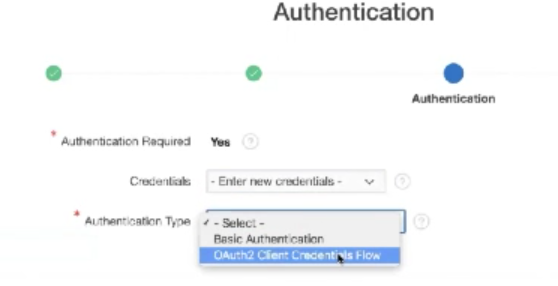 Authentication
Authentication
* Authentication Required Yes ?
Credentials - Enter new credentials - ?
* Authentication Type ?
✓ - Select -
Basic Authentication
OAuth2 Client Credentials Flow